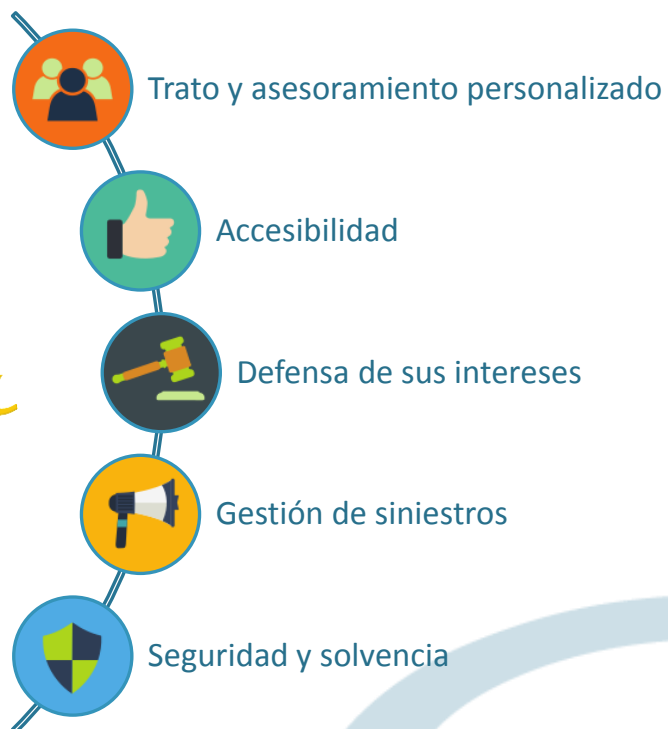 Trato y asesoramiento personalizado
Accesibilidad
Defensa de sus intereses
Gestión de siniestros
Seguridad y solvencia